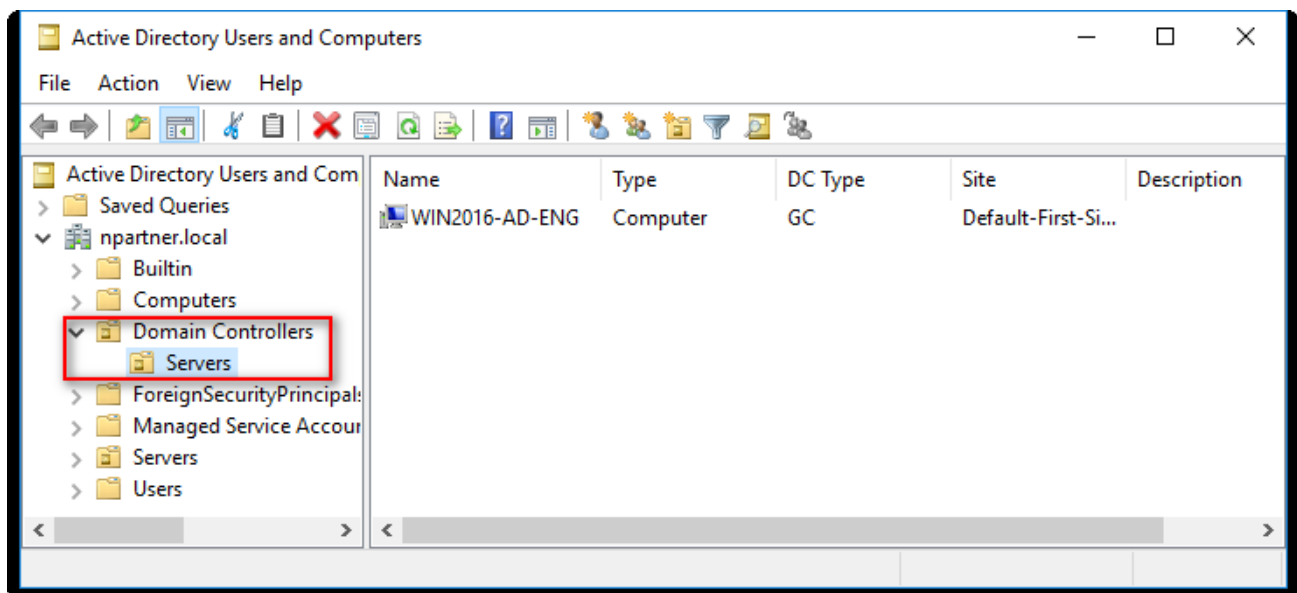 Active Directory Users and Computers
File Action View Help
Active Directory Users and Com
Saved Queries
npartner.local
Builtin
Computers
Domain Controllers
Servers
ForeignSecurityPrincipals
Managed Service Accour
Servers
Users
Name Type DC Type Site Description
WIN2016-AD-ENG Computer GC Default-First-Si...